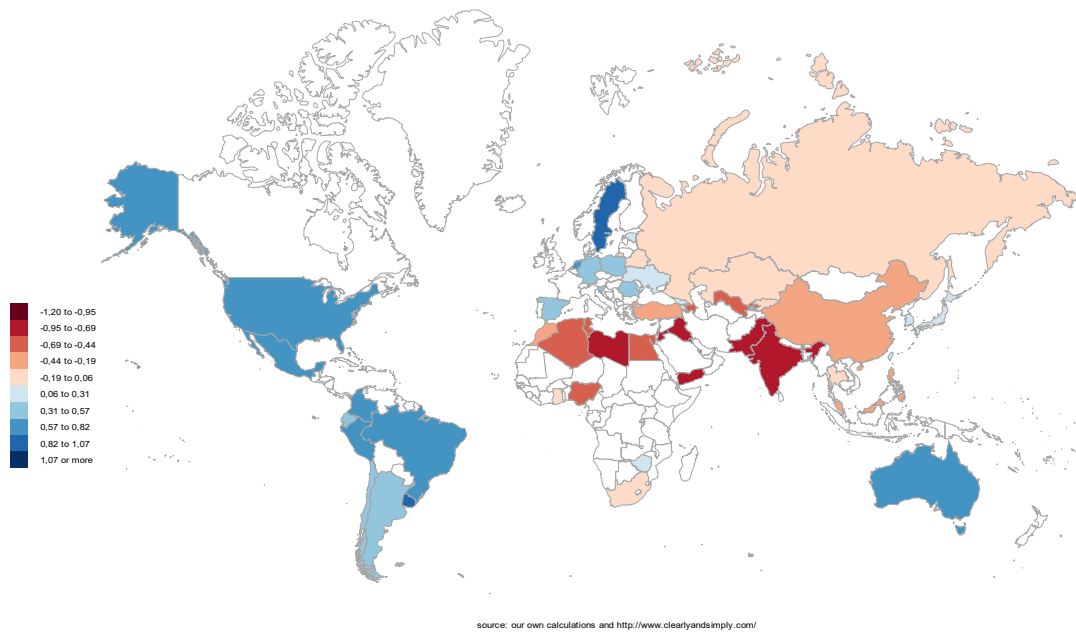 -1,20 to -0,95
-0,95 to -0,69
-0,69 to -0,44
-0,44 to -0,19
-0,19 to 0,06
0,06 to 0,31
0,31 to 0,57
0,57 to 0,82
0,82 to 1,07
1,07 or more
source: our own calculations and http://www.clearlyandsimply.com/